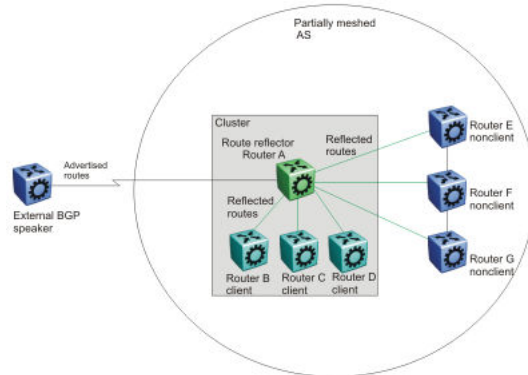 Partially meshed
AS
Cluster
Route reflector
Router A
Reflected
routes
Router E
nonclient
Advertised
routes
External BGP
speaker
Reflected
routes
Router F
nonclient
Router B
client
Router C
client
Router D
client
Router G
nonclient